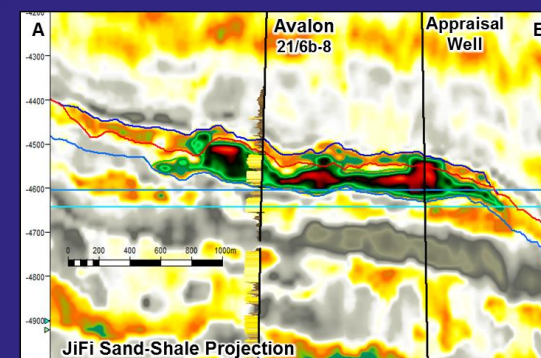 A
Avalon
21/6b-8
Appraisal
Well
E
-4200
-4300
-4400
-4500
-4600
-4700
-4800
-4900
0 200 400 600 800 1000m
JiFi Sand-Shale Projection